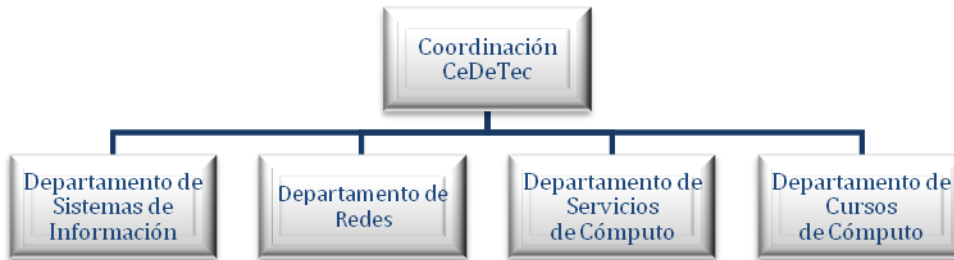 Coordinación
CeDeTec
Departamento de
Sistemas de
Información
Departamento de
Redes
Departamento de
Servicios
de Cómputo
Departamento de
Cursos
de Cómputo